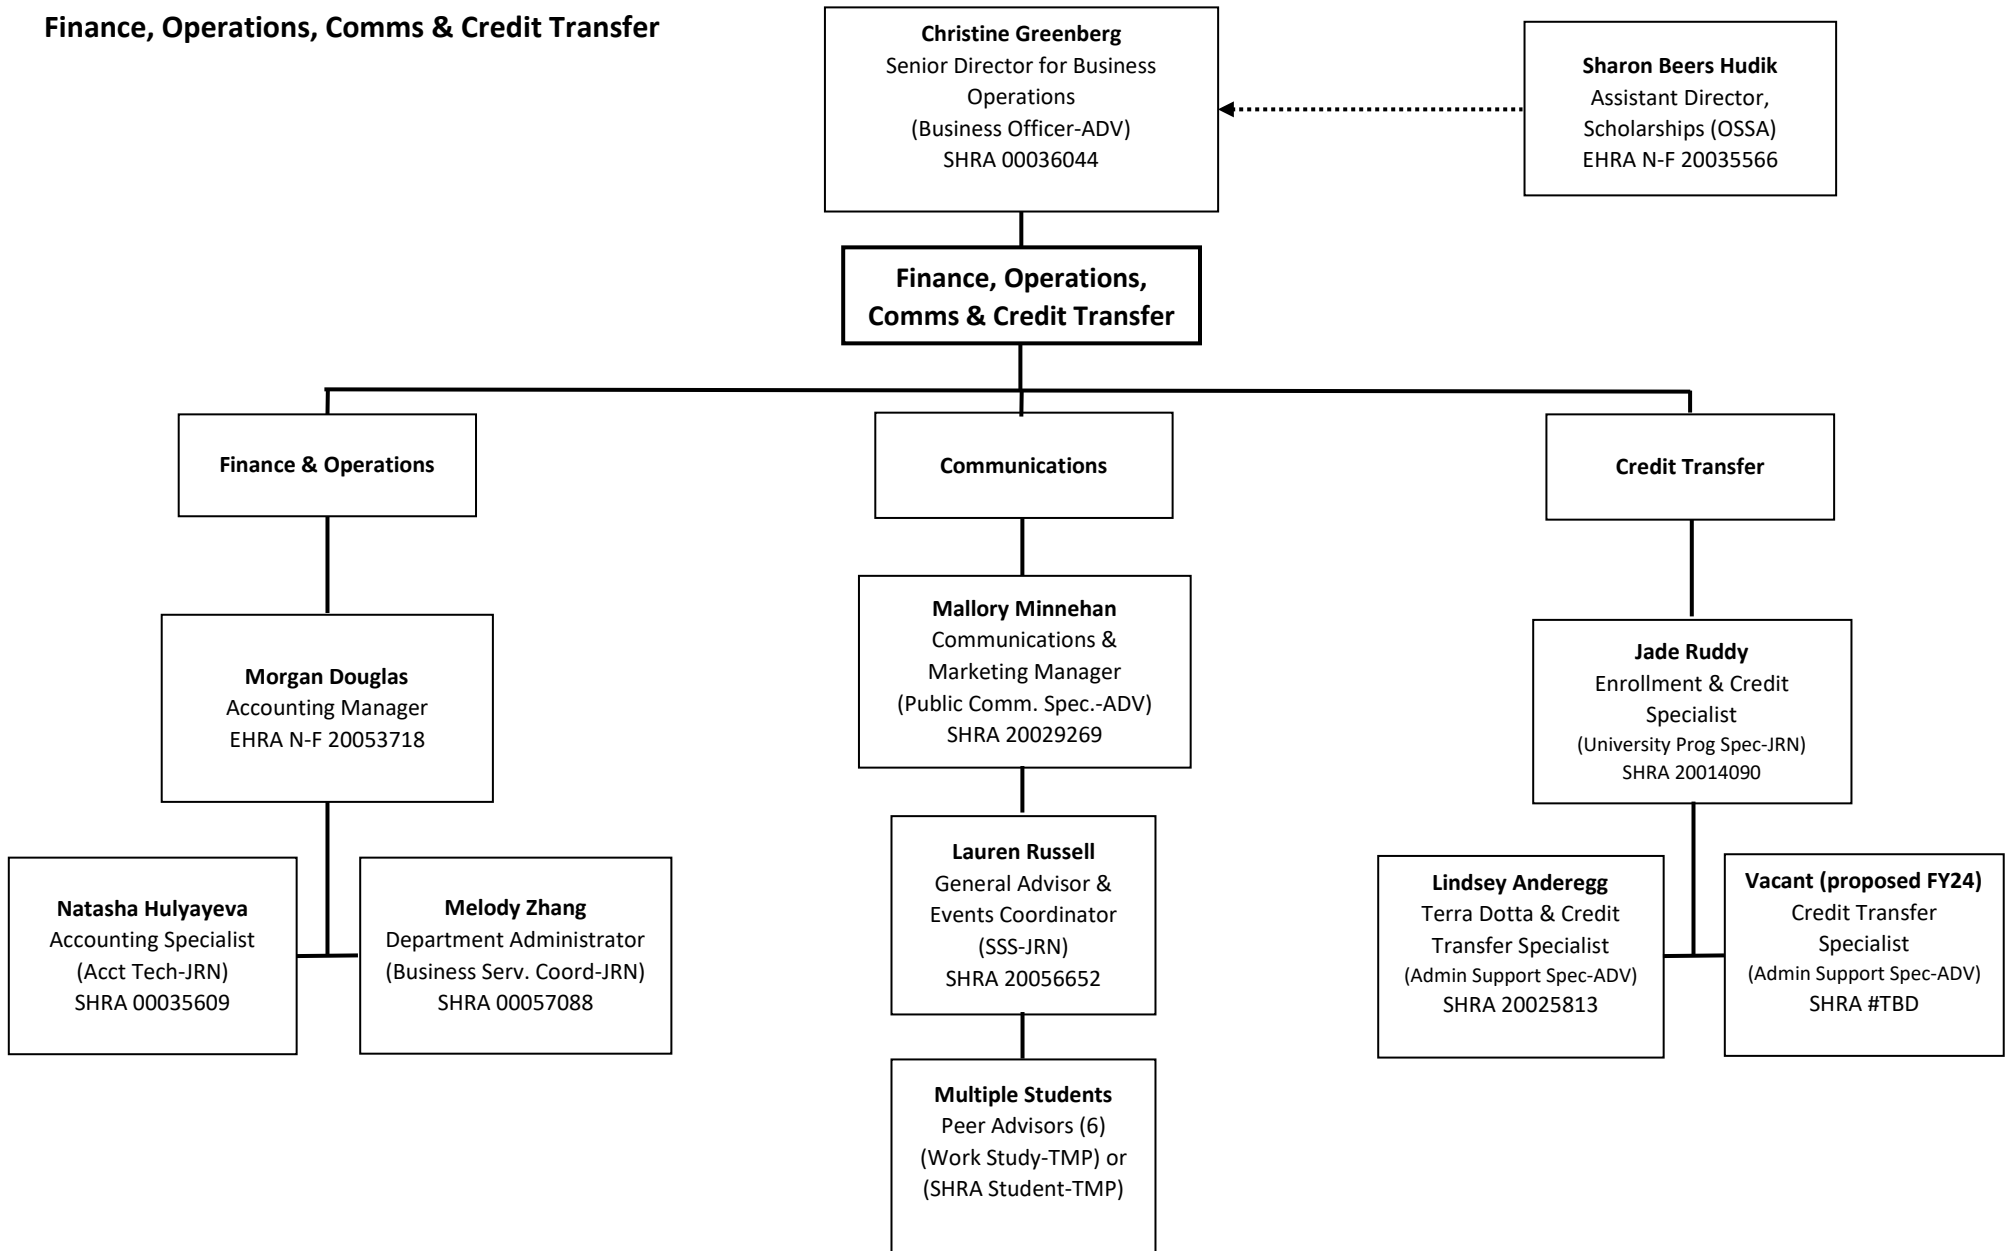 Finance, Operations, Comms & Credit Transfer
Christine Greenberg
Senior Director for Business
Operations
(Business Officer-ADV)
SHRA 00036044
Sharon Beers Hudik
Assistant Director,
Scholarships (OSSA)
EHRA N-F 20035566
Finance, Operations,
Comms & Credit Transfer
Finance & Operations
Communications
Credit Transfer
Morgan Douglas
Accounting Manager
EHRA N-F 20053718
Mallory Minnehan
Communications &
Marketing Manager
(Public Comm. Spec.-ADV)
SHRA 20029269
Jade Ruddy
Enrollment & Credit
Specialist
(University Prog Spec-JRN)
SHRA 20014090
Natasha Hulyayeva
Accounting Specialist
(Acct Tech-JRN)
SHRA 00035609
Melody Zhang
Department Administrator
(Business Serv. Coord-JRN)
SHRA 00057088
Lauren Russell
General Advisor &
Events Coordinator
(SSS-JRN)
SHRA 20056652
Lindsey Anderegg
Terra Dotta & Credit
Transfer Specialist
(Admin Support Spec-ADV)
SHRA 20025813
Vacant (proposed FY24)
Credit Transfer
Specialist
(Admin Support Spec-ADV)
SHRA #TBD
Multiple Students
Peer Advisors (6)
(Work Study-TMP) or
(SHRA Student-TMP)